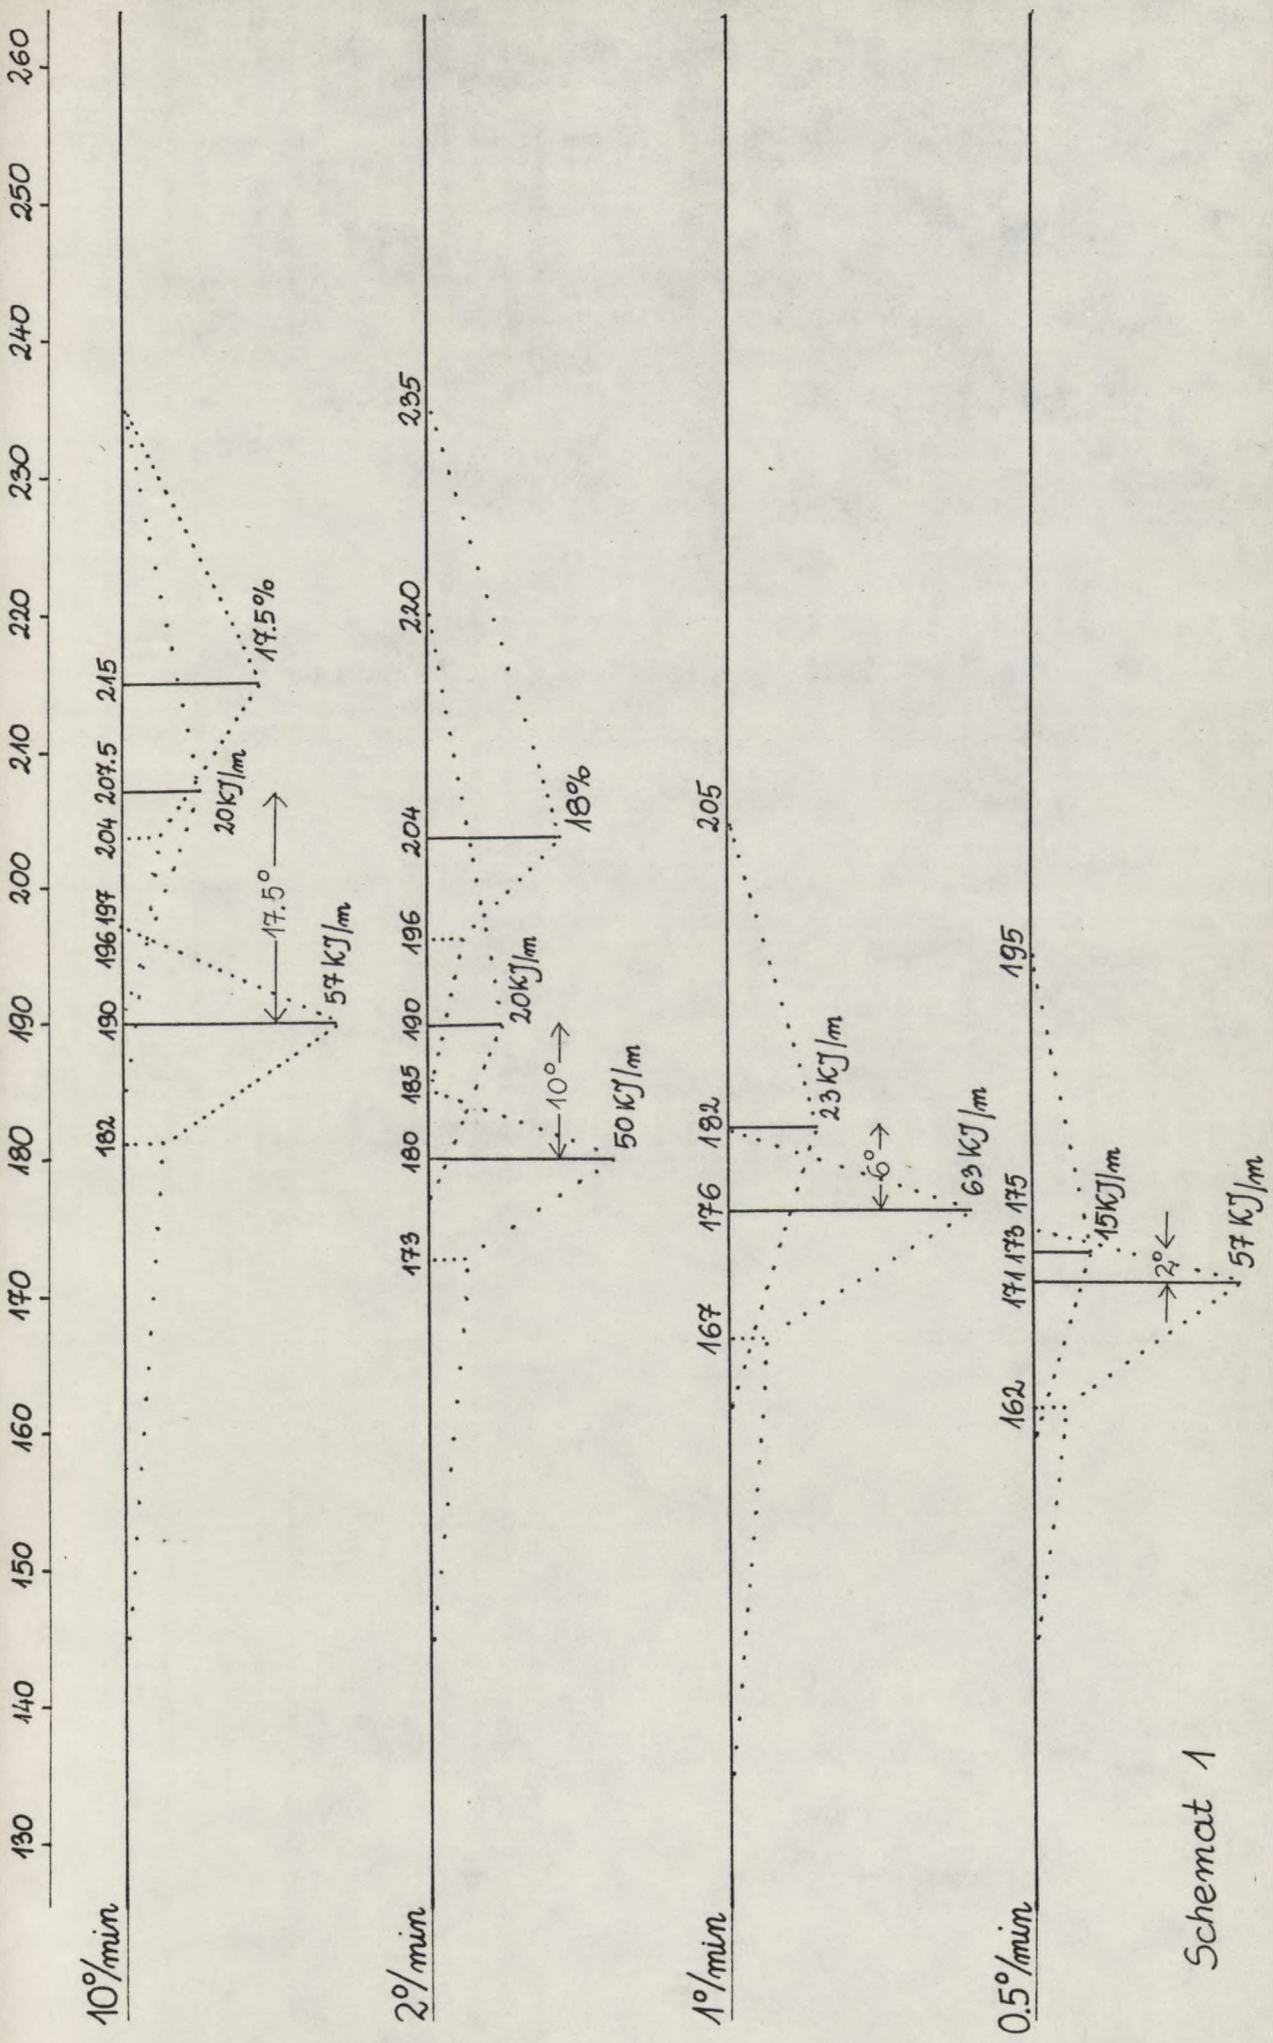 130 140 150 160 170 180 190 200 210 220 230 240 250 260
10°/min
182 190 196 197 204 207.5 215
17.5%
20KJ/m
17.5°
57 KJ/m
2°/min
173 180 185 190 196 204 220 235
18%
20KJ/m
10°
50 KJ/m
1°/min
167 176 182 205
23 KJ/m
6°
63 KJ/m
0.5°/min
162 171 173 175 195
15KJ/m
2°
57 KJ/m
Schemat 1